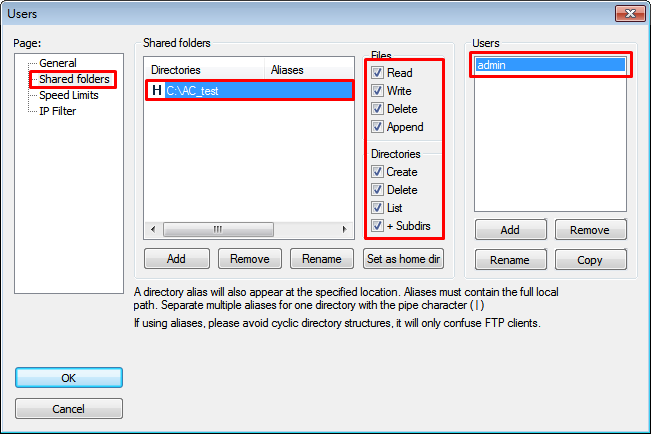 Users
Page:
General
Shared folders
Speed Limits
IP Filter
Shared folders
Directories Aliases
H C:\AC_test
Files
Read
Write
Delete
Append
Directories
Create
Delete
List
+ Subdirs
Add Remove Rename Set as home dir
Users
admin
Add Remove
Rename Copy
A directory alias will also appear at the specified location. Aliases must contain the full local
path. Separate multiple aliases for one directory with the pipe character (|)
If using aliases, please avoid cyclic directory structures, it will only confuse FTP clients.
OK
Cancel